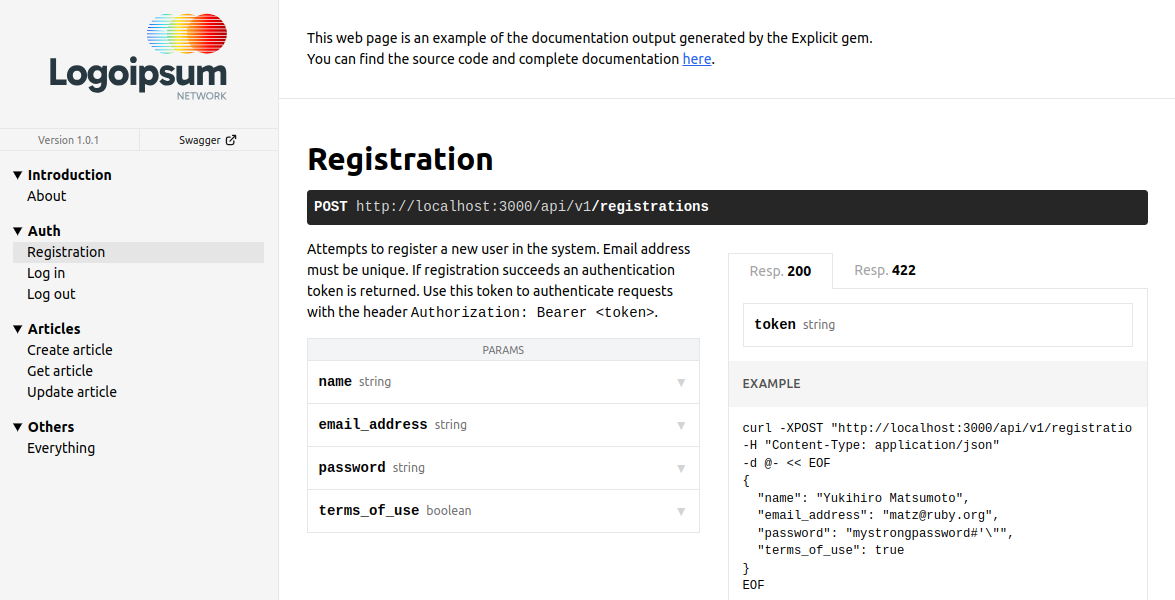 Logoipsum
NETWORK
Version 1.0.1
Swagger
▼ Introduction
About
▼ Auth
Registration
Log in
Log out
▼ Articles
Create article
Get article
Update article
▼ Others
Everything
This web page is an example of the documentation output generated by the Explicit gem.
You can find the source code and complete documentation here.
Registration
POST http://localhost:3000/api/v1/registrations
Attempts to register a new user in the system. Email address
must be unique. If registration succeeds an authentication
token is returned. Use this token to authenticate requests
with the header Authorization: Bearer <token>.
PARAMS
name string ▼
email_address string ▼
password string ▼
terms_of_use boolean ▼
Resp. 200
Resp. 422
token string
EXAMPLE
curl -XPOST "http://localhost:3000/api/v1/registratio
-H "Content-Type: application/json"
-d @- << EOF
{
  "name": "Yukihiro Matsumoto",
  "email_address": "matz@ruby.org",
  "password": "mystrongpassword#'\"",
  "terms_of_use": true
}
EOF